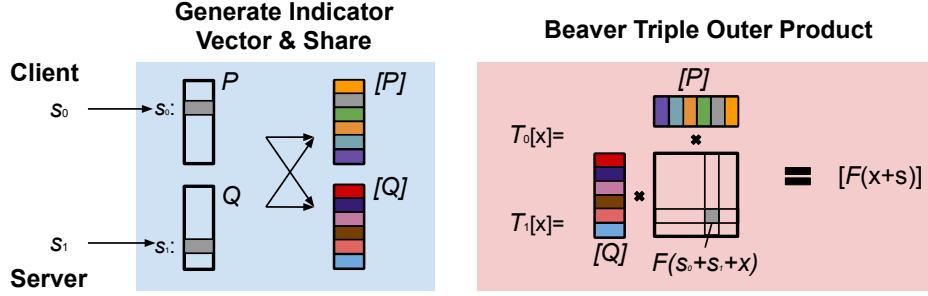 Generate Indicator
Vector & Share
Beaver Triple Outer Product
Client
P
[P]
[P]
s₀
s₀:
T₀[x]=
Q
[Q]
= [F(x+s)]
T₁[x]=
s₁
s₁:
[Q]
F(s₀+s₁+x)
Server